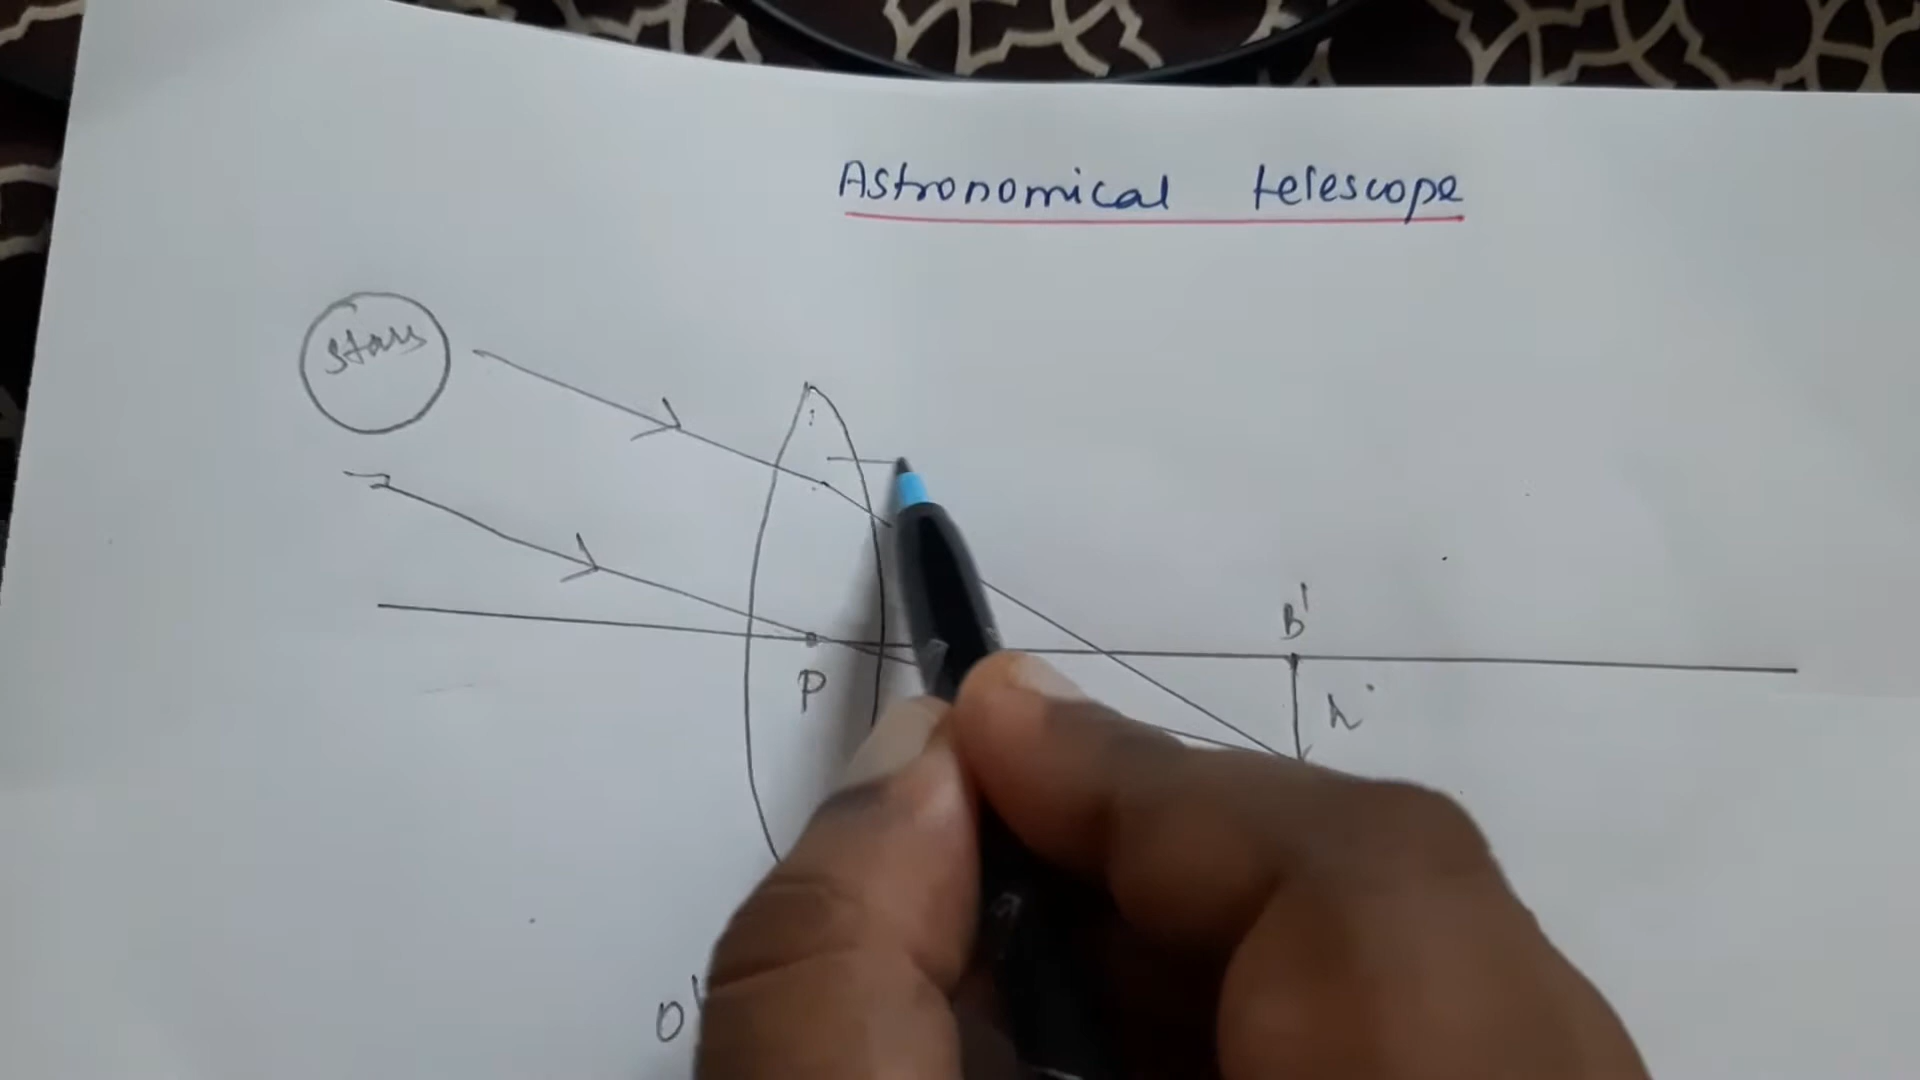 Astronomical telescope
stars
B'
P
h
O